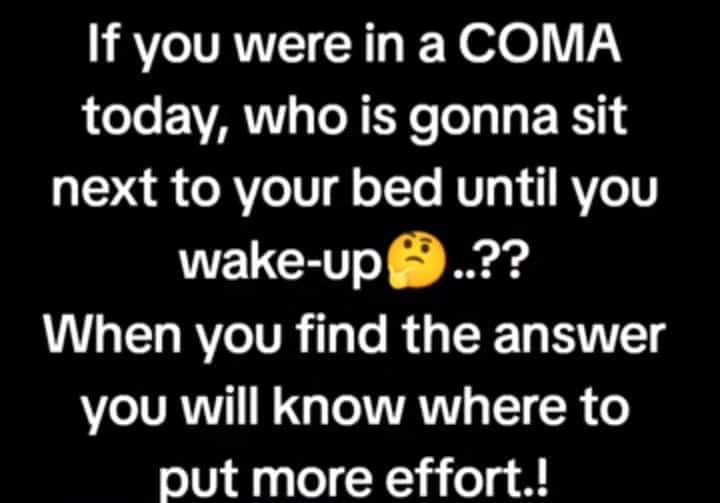 If you were in a COMA
today, who is gonna sit
next to your bed until you
wake-up🤔..??
When you find the answer
you will know where to
put more effort.!